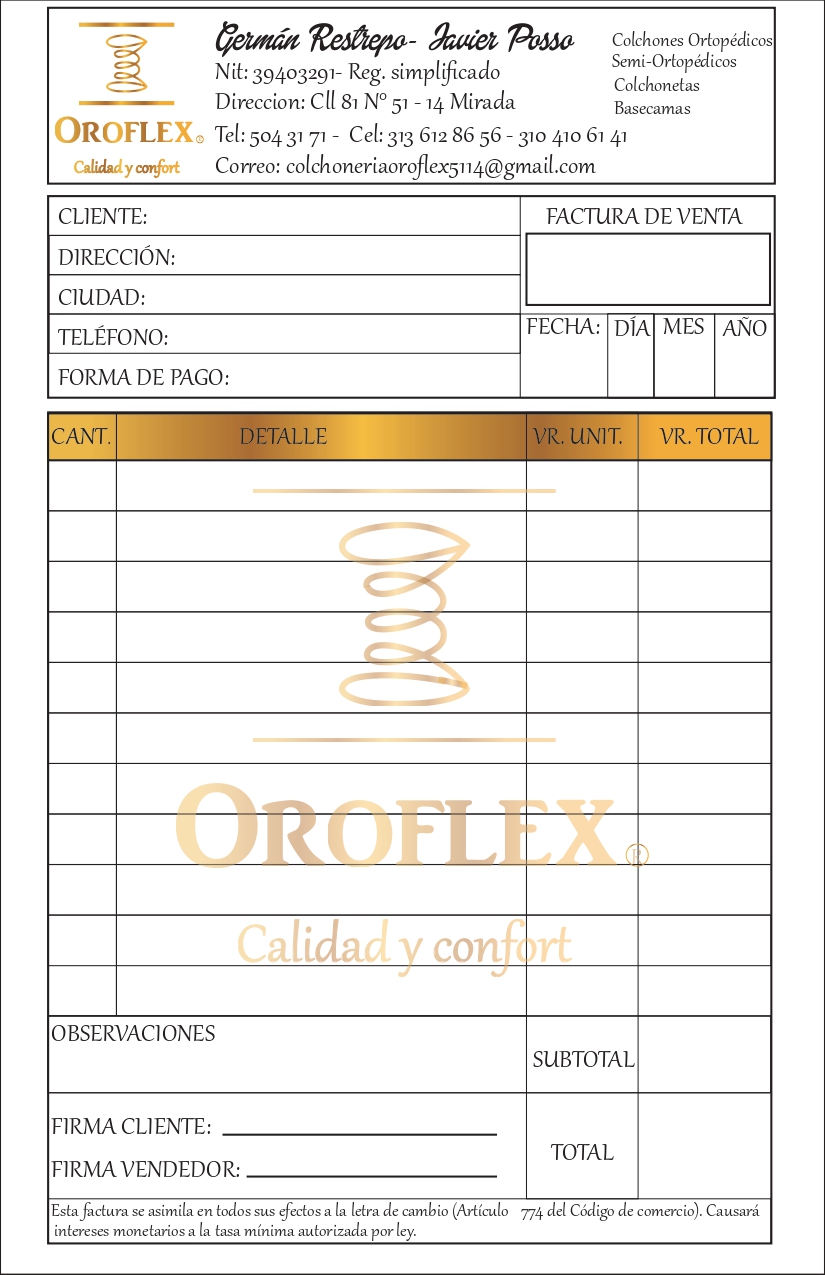 Germán Restrepo- Javier Posso
Nit: 39403291- Reg. simplificado
Direccion: Cll 81 Nº 51 - 14 Mirada
Tel: 504 31 71 - Cel: 313 612 86 56 - 310 410 61 41
Correo: colchoneriaoroflex5114@gmail.com
Colchones Ortopédicos
Semi-Ortopédicos
Colchonetas
Basecamas
OROFLEX®
Calidad y confort
CLIENTE:
DIRECCIÓN:
CIUDAD:
TELÉFONO:
FORMA DE PAGO:
FACTURA DE VENTA
FECHA: DÍA MES AÑO
CANT. DETALLE VR. UNIT. VR. TOTAL
OROFLEX®
Calidad y confort
OBSERVACIONES
SUBTOTAL
FIRMA CLIENTE:
FIRMA VENDEDOR:
TOTAL
Esta factura se asimila en todos sus efectos a la letra de cambio (Artículo 774 del Código de comercio). Causará
intereses monetarios a la tasa mínima autorizada por ley.